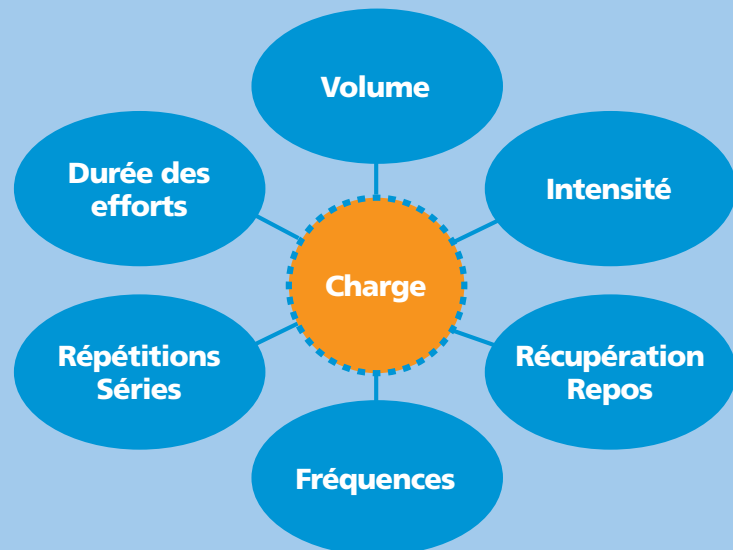 Volume
Durée des
efforts
Intensité
Charge
Répétitions
Séries
Récupération
Repos
Fréquences